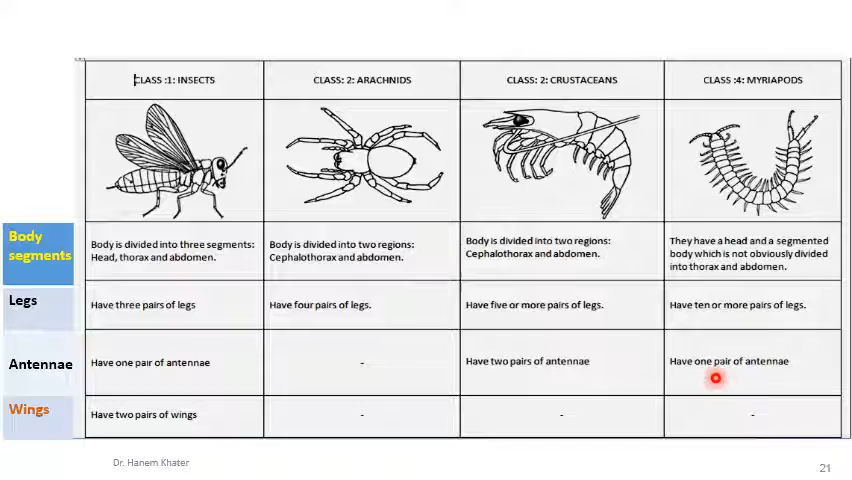 CLASS :1: INSECTS
CLASS: 2: ARACHNIDS
CLASS: 2: CRUSTACEANS
CLASS :4: MYRIAPODS
Body
segments
Body is divided into three segments:
Head, thorax and abdomen.
Body is divided into two regions:
Cephalothorax and abdomen.
Body is divided into two regions:
Cephalothorax and abdomen.
They have a head and a segmented
body which is not obviously divided
into thorax and abdomen.
Legs
Have three pairs of legs
Have four pairs of legs.
Have five or more pairs of legs.
Have ten or more pairs of legs.
Antennae
Have one pair of antennae
-
Have two pairs of antennae
Have one pair of antennae
Wings
Have two pairs of wings
-
-
-
Dr. Hanem Khater
21